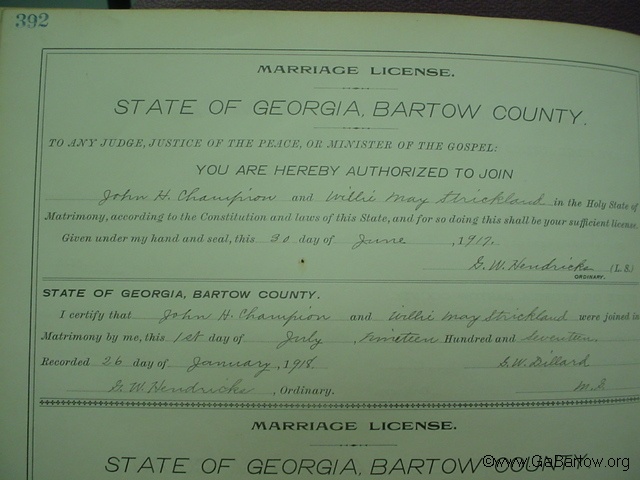 392
MARRIAGE LICENSE.
STATE OF GEORGIA, BARTOW COUNTY.
TO ANY JUDGE, JUSTICE OF THE PEACE, OR MINISTER OF THE GOSPEL:
YOU ARE HEREBY AUTHORIZED TO JOIN
John H. Champion and Willie May Strickland in the Holy State of
Matrimony, according to the Constitution and laws of this State, and for so doing this shall be your sufficient license.
Given under my hand and seal, this 30 day of June, 1917.
G. W. Hendricks (L. S.)
ORDINARY.
STATE OF GEORGIA, BARTOW COUNTY.
I certify that John H. Champion and Willie May Strickland were joined in
Matrimony by me, this 1st day of July, Nineteen Hundred and Seventeen.
Recorded 26 day of January, 1918. G. W. Dillard
G. W. Hendricks, Ordinary. M. G.
MARRIAGE LICENSE.
STATE OF GEORGIA, BARTOW COUNTY.
©www.GaBartow.org